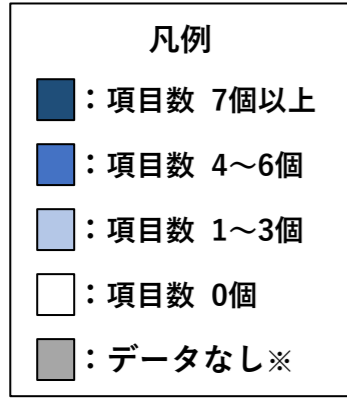 凡例
：項目数 7個以上
：項目数 4～6個
：項目数 1～3個
：項目数 0個
：データなし※